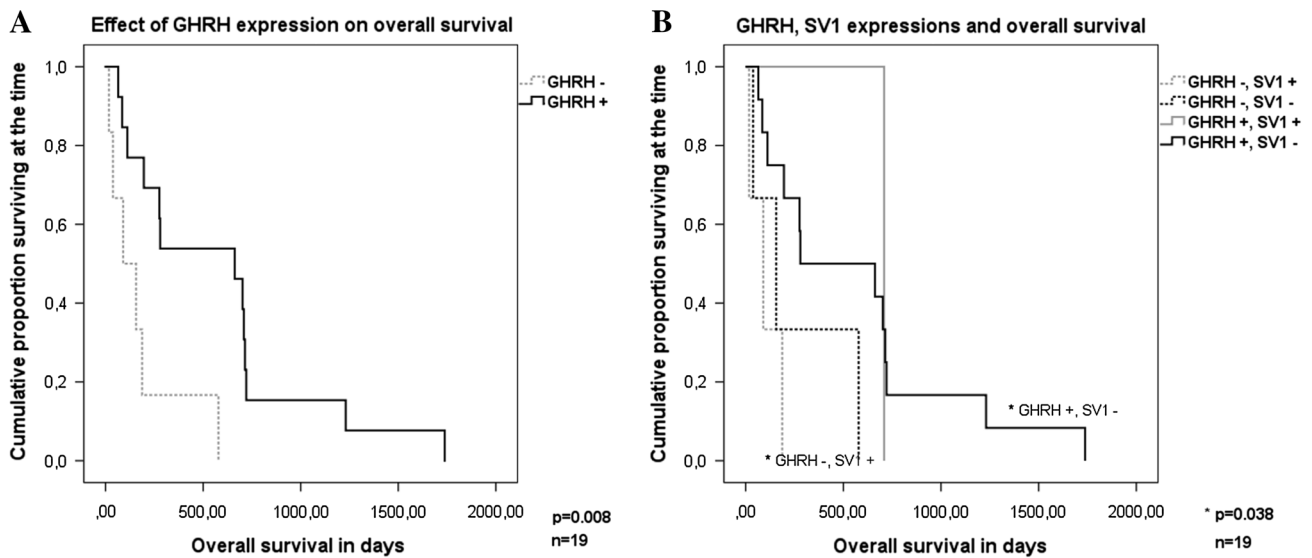 A
Effect of GHRH expression on overall survival
Cumulative proportion surviving at the time
1,0
0,8
0,6
0,4
0,2
0,0
,00
500,00
1000,00
1500,00
2000,00
Overall survival in days
GHRH -
GHRH +
p=0.008
n=19
B
GHRH, SV1 expressions and overall survival
Cumulative proportion surviving at the time
1,0
0,8
0,6
0,4
0,2
0,0
* GHRH +, SV1 -
* GHRH -, SV1 +
,00
500,00
1000,00
1500,00
2000,00
Overall survival in days
GHRH -, SV1 +
GHRH -, SV1 -
GHRH +, SV1 +
GHRH +, SV1 -
* p=0.038
n=19